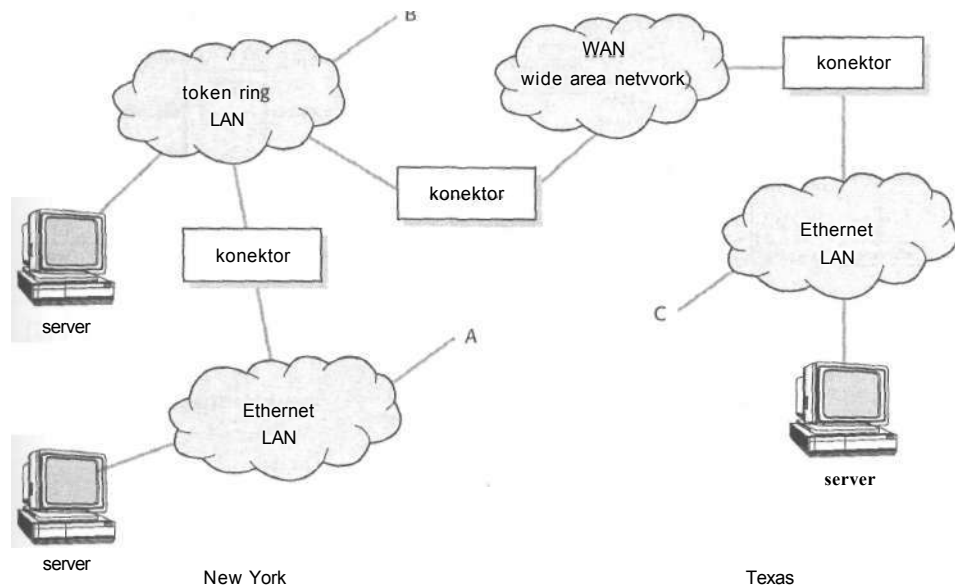 B
token ring
LAN
WAN
wide area netvvork)
konektor
konektor
konektor
server
Ethernet
LAN
C
A
Ethernet
LAN
server
server
New York
Texas